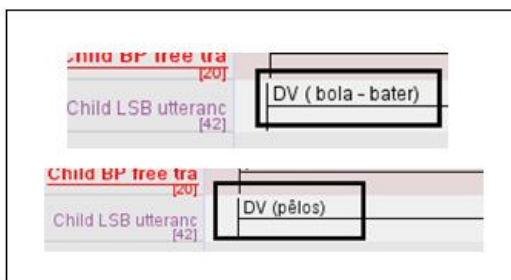 Child BP free tra
[20]
DV ( bola - bater)
Child LSB utteranc
[42]
Child BP free tra
[20]
DV (pêlos)
Child LSB utteranc
[42]